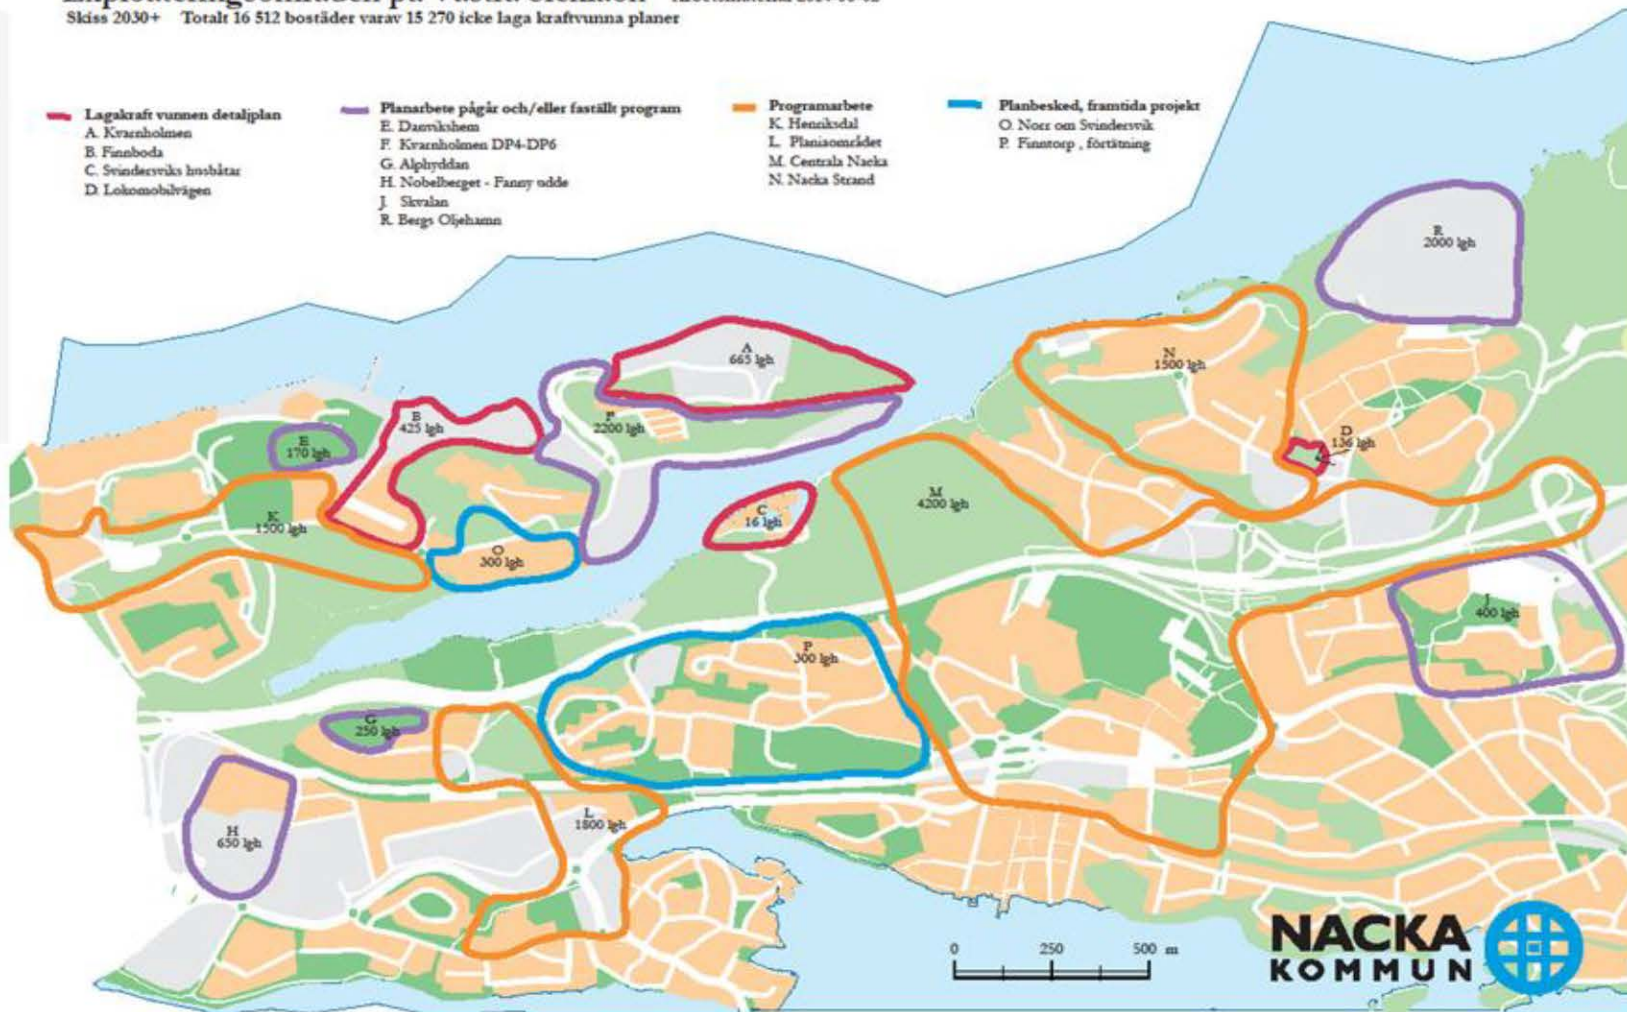 Skiss 2030+ Totalt 16 512 bostäder varav 15 270 icke laga kraftvunna planer
Lagakraft vunnen detaljplan
A. Kvarnholmen
B. Finnboda
C. Svindersviks husbåtar
D. Lokomobilvägen
Planarbete pågår och/eller faställt program
E. Danvikshem
F. Kvarnholmen DP4-DP6
G. Alphyddan
H. Nobelberget - Fanny udde
J. Skvalan
R. Bergs Oljehamn
Programarbete
K. Henriksdal
L. Planiaområdet
M. Centrala Nacka
N. Nacka Strand
Planbesked, framtida projekt
O. Norr om Svindersvik
P. Finntorp , förtätning
R
2000 lgh
A
665 lgh
N
1500 lgh
B
425 lgh
F
2200 lgh
D
136 lgh
E
170 lgh
M
4200 lgh
K
1500 lgh
C
16 lgh
O
300 lgh
J
400 lgh
P
300 lgh
G
250 lgh
L
1800 lgh
H
650 lgh
0 250 500 m
NACKA
KOMMUN